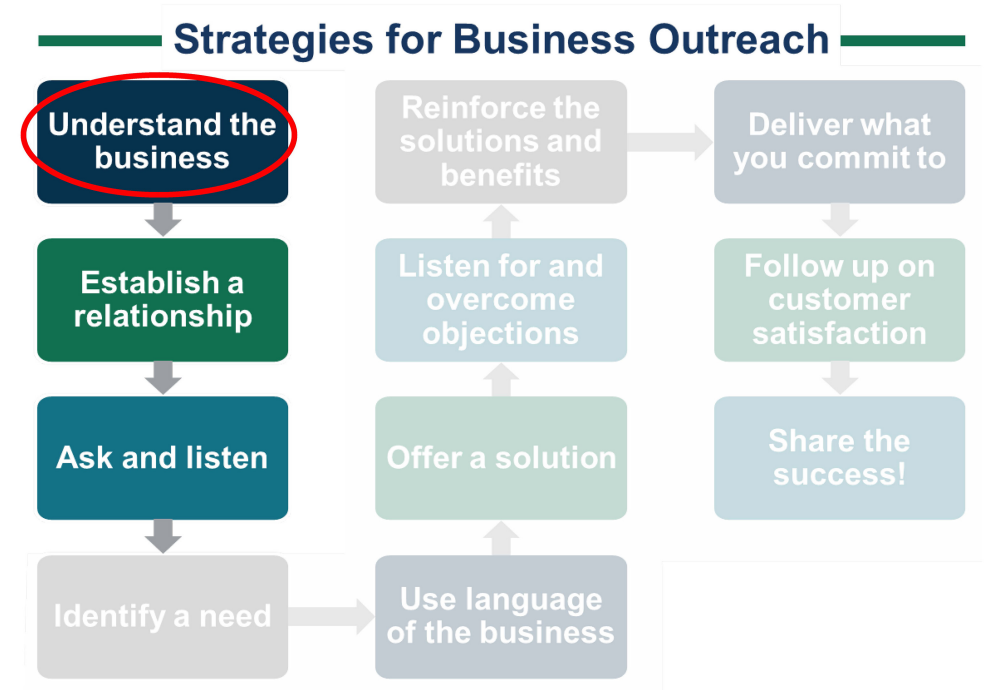 Strategies for Business Outreach
Understand the
business
Establish a
relationship
Ask and listen
Identify a need
Use language
of the business
Offer a solution
Listen for and
overcome
objections
Reinforce the
solutions and
benefits
Deliver what
you commit to
Follow up on
customer
satisfaction
Share the
success!